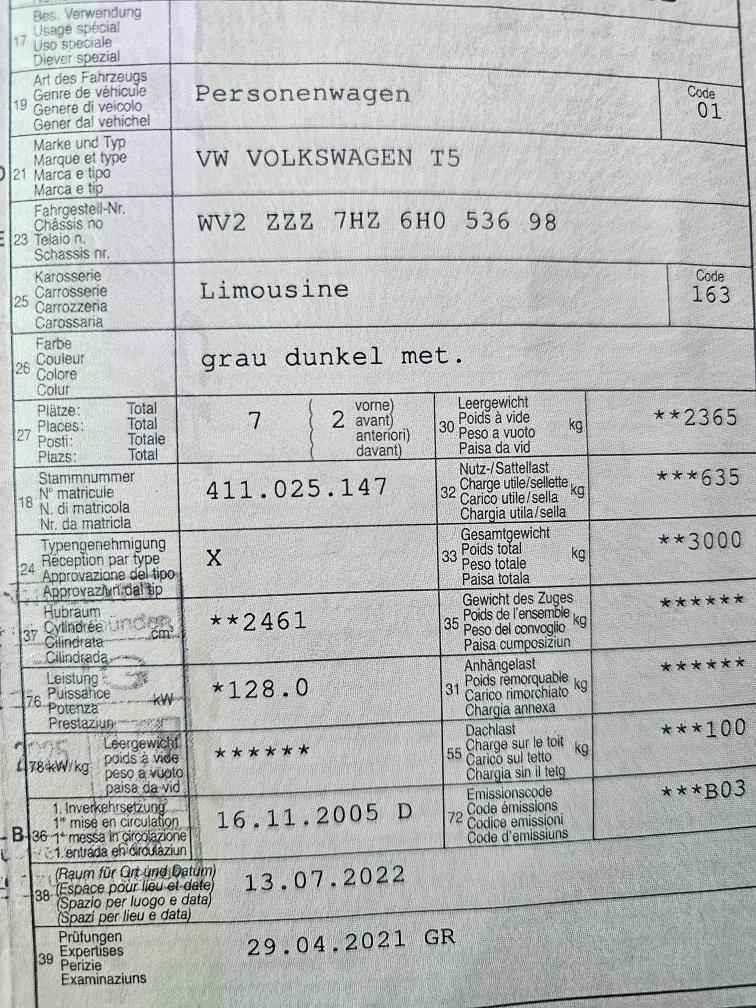 Bes. Verwendung
Usage spécial
17 Uso speciale
Diever spezial
Art des Fahrzeugs
Genre de véhicule
19 Genere di veicolo
Gener dal vehichel
Personenwagen
Code
01
Marke und Typ
Marque et type
21 Marca e tipo
Marca e tip
VW VOLKSWAGEN T5
Fahrgestell-Nr.
Châssis no
23 Telaio n.
Schassis nr.
WV2 ZZZ 7HZ 6H0 536 98
Karosserie
Carrosserie
25 Carrozzeria
Carossaria
Limousine
Code
163
Farbe
Couleur
26 Colore
Colur
grau dunkel met.
Plätze: Total
Places: Total
27 Posti: Totale
Plazs: Total
7 ( 2 vorne)
avant)
anteriori)
davant)
Leergewicht
Poids à vide
30 Peso a vuoto kg
Paisa da vid
**2365
Stammnummer
N° matricule
18 N. di matricola
Nr. da matricla
411.025.147
Nutz-/Sattellast
Charge utile/sellette
32 Carico utile/sella kg
Chargia utila/sella
***635
Typengenehmigung
24 Réception par type
Approvazione del tipo
Approvaziun dal tip
X
Gesamtgewicht
33 Poids total kg
Peso totale
Paisa totala
**3000
Hubraum
37 Cylindrée cm³
Cilindrata
Cilindrada
**2461
Gewicht des Zuges
35 Poids de l'ensemble kg
Peso del convoglio
Paisa cumposiziun
******
Leistung
76 Puissance kW
Potenza
Prestaziun
*128.0
Anhängelast
31 Poids remorquable kg
Carico rimorchiato
Chargia annexa
******
Leergewicht
78 kW/kg poids à vide
peso a vuoto
paisa da vid
******
Dachlast
55 Charge sur le toit kg
Carico sul tetto
Chargia sin il tetg
***100
1. Inverkehrsetzung
1re mise en circulation
B 36 1a messa in circolazione
1. entrada en circulaziun
16.11.2005 D
Emissionscode
72 Code émissions
Codice emissioni
Code d'emissiuns
***B03
(Raum für Ort und Datum)
38 (Espace pour lieu et date)
(Spazio per luogo e data)
(Spazi per lieu e data)
13.07.2022
Prüfungen
39 Expertises
Perizie
Examinaziuns
29.04.2021 GR